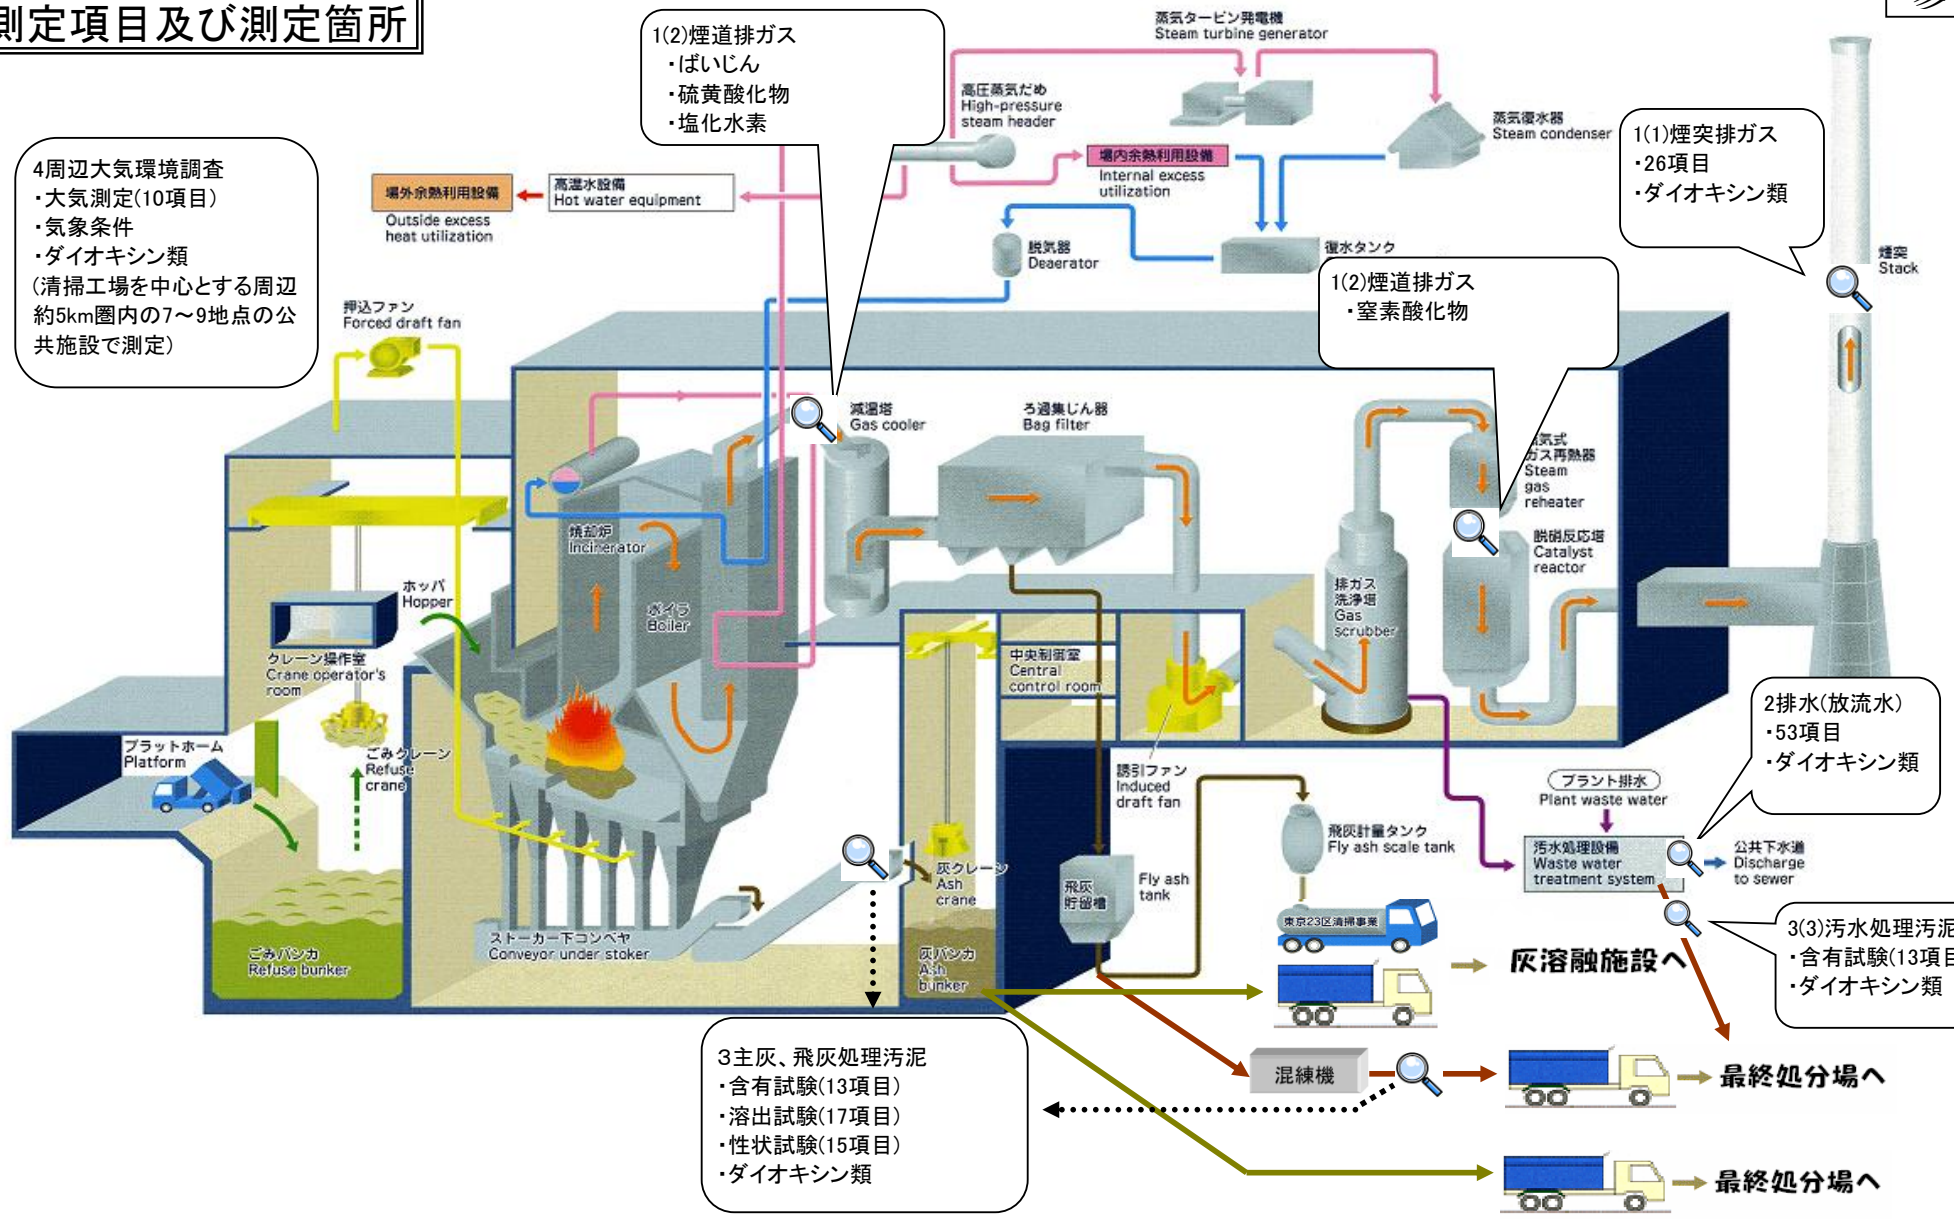 測定項目及び測定箇所
1(2)煙道排ガス
・ばいじん
・硫黄酸化物
・塩化水素
蒸気タービン発電機
Steam turbine generator
高圧蒸気だめ
High-pressure
steam header
蒸気復水器
Steam condenser
1(1)煙突排ガス
・26項目
・ダイオキシン類
4周辺大気環境調査
・大気測定(10項目)
・気象条件
・ダイオキシン類
(清掃工場を中心とする周辺
約5km圏内の7～9地点の公
共施設で測定)
場外余熱利用設備
Outside excess
heat utilization
高温水設備
Hot water equipment
場内余熱利用設備
Internal excess
utilization
脱気器
Deaerator
復水タンク
煙突
Stack
1(2)煙道排ガス
・窒素酸化物
押込ファン
Forced draft fan
減温塔
Gas cooler
ろ過集じん器
Bag filter
気式
ガス再熱器
Steam
gas
reheater
焼却炉
Incinerator
脱硝反応塔
Catalyst
reactor
ホッパ
Hopper
ボイラ
Boiler
排ガス
洗浄塔
Gas
scrubber
クレーン操作室
Crane operator's
room
中央制御室
Central
control room
プラットホーム
Platform
ごみクレーン
Refuse
crane
誘引ファン
Induced
draft fan
2排水(放流水)
・53項目
・ダイオキシン類
プラント排水
Plant waste water
飛灰計量タンク
Fly ash scale tank
汚水処理設備
Waste water
treatment system
公共下水道
Discharge
to sewer
灰クレーン
Ash
crane
飛灰
貯留槽
Fly ash
tank
東京23区清掃事業
ストーカー下コンベヤ
Conveyor under stoker
ごみバンカ
Refuse bunker
灰バンカ
Ash
bunker
灰溶融施設へ
3(3)汚水処理汚泥
・含有試験(13項目
・ダイオキシン類
3主灰、飛灰処理汚泥
・含有試験(13項目)
・溶出試験(17項目)
・性状試験(15項目)
・ダイオキシン類
混練機
最終処分場へ
最終処分場へ